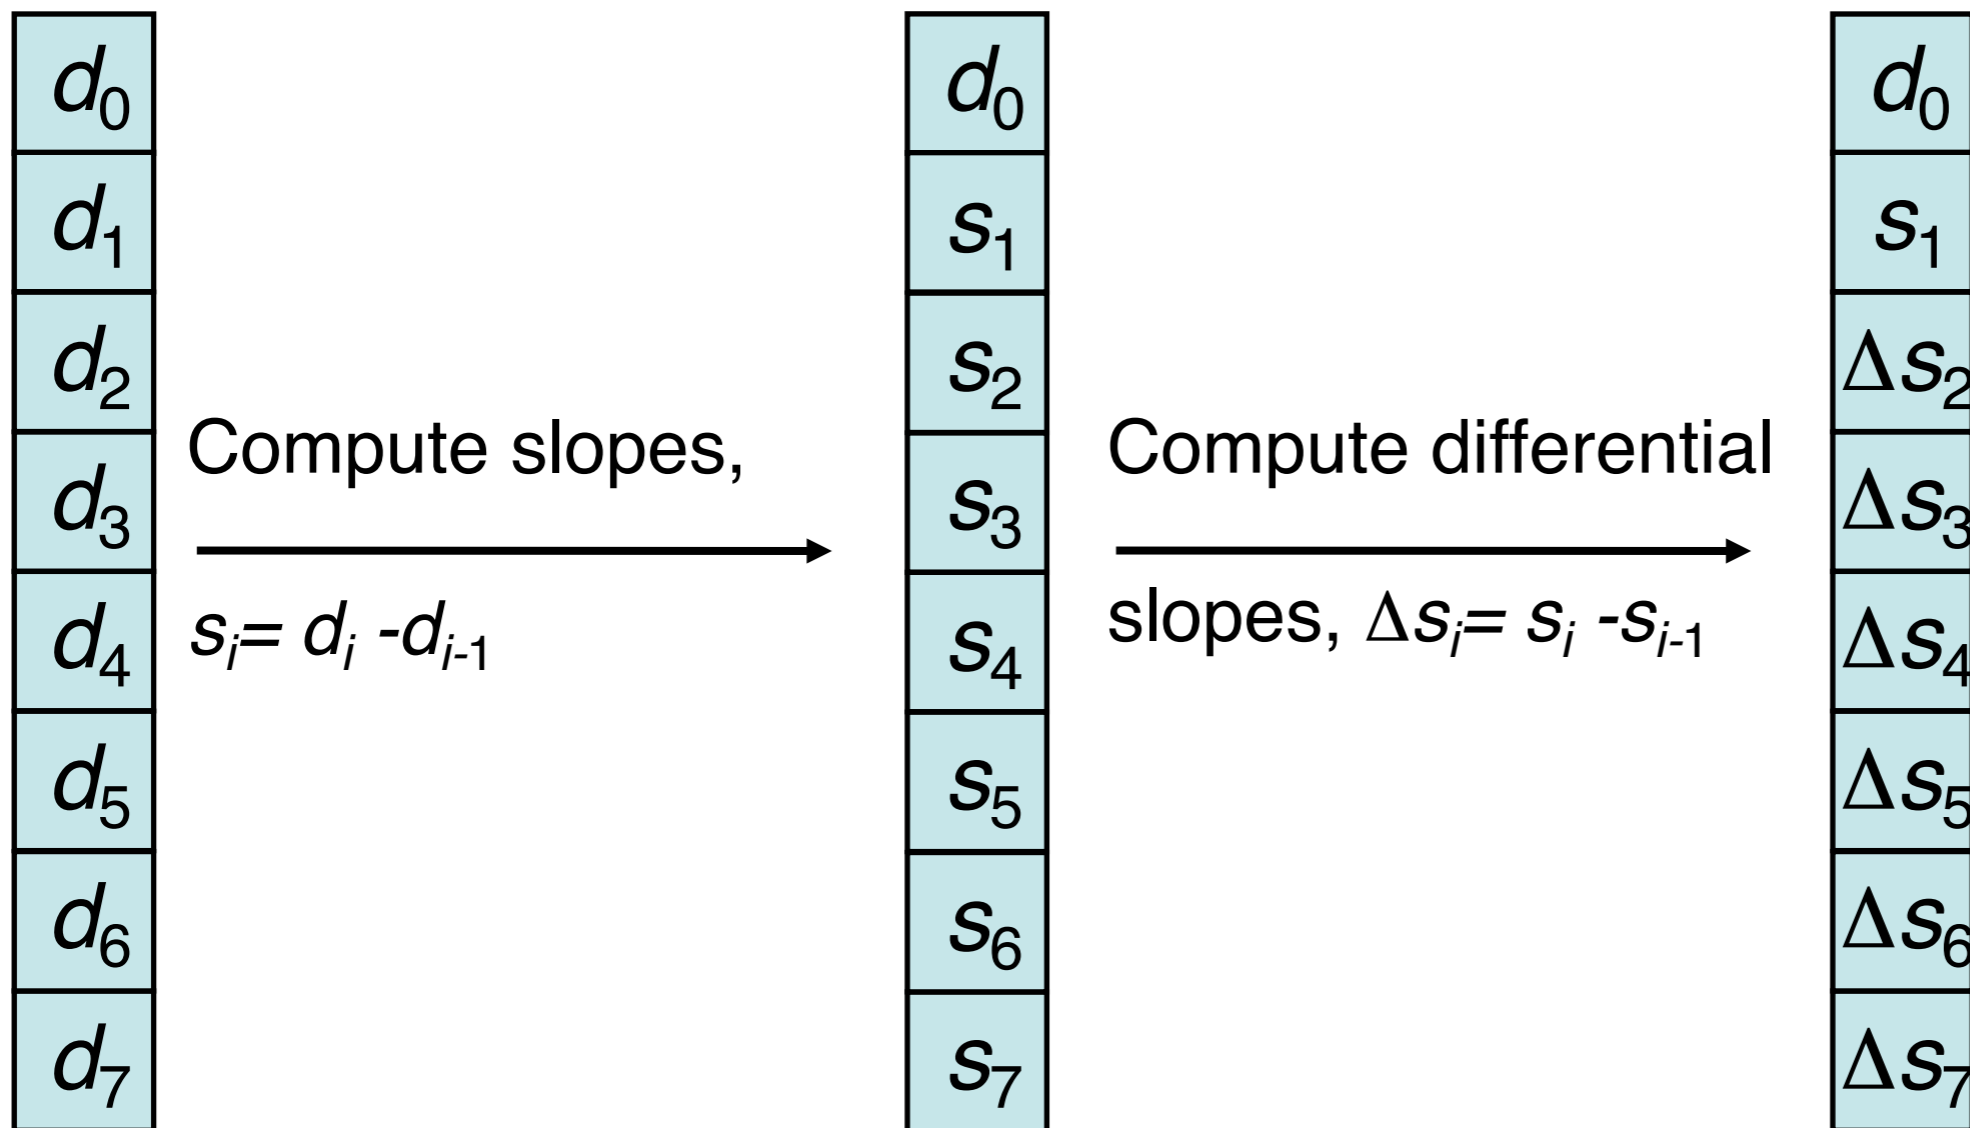 d0
d1
d2
d3
d4
d5
d6
d7
Compute slopes,
si= di -di-1
d0
s1
s2
s3
s4
s5
s6
s7
Compute differential
slopes, Δsi= si -si-1
d0
s1
Δs2
Δs3
Δs4
Δs5
Δs6
Δs7